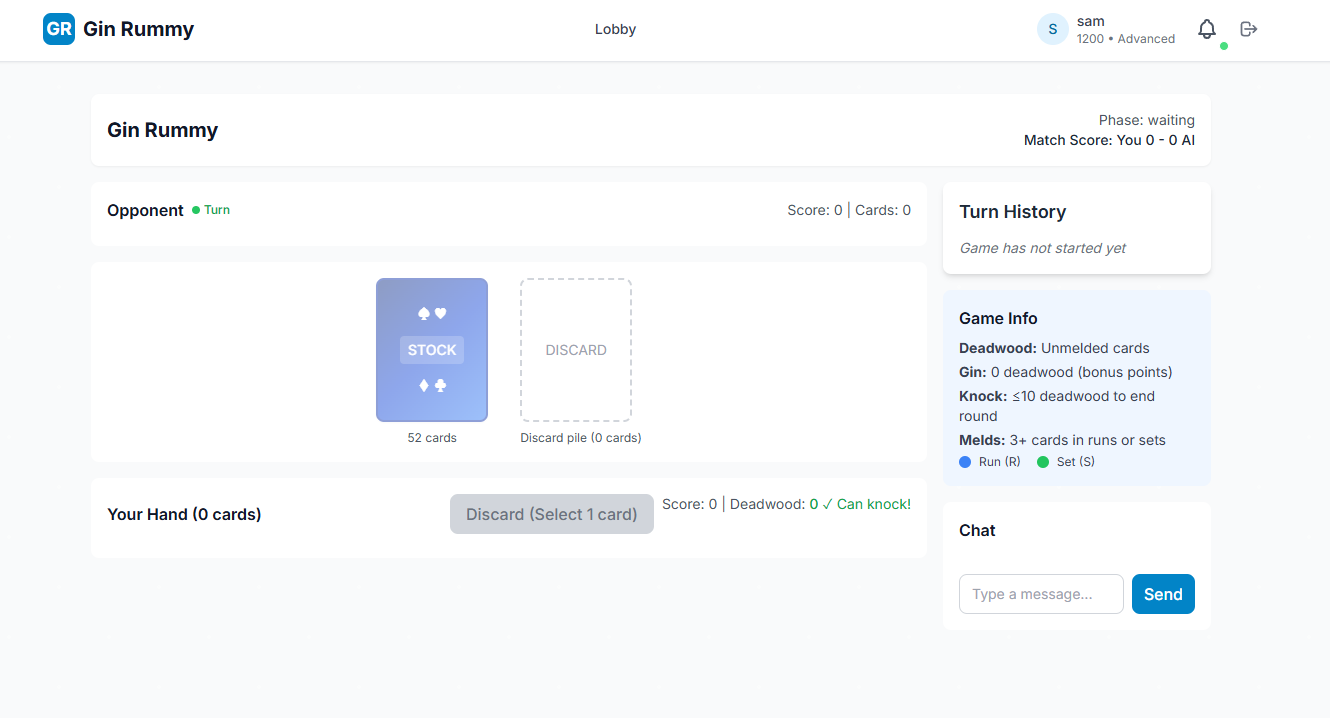 GR Gin Rummy
Lobby
S
sam
1200 • Advanced
Gin Rummy
Phase: waiting
Match Score: You 0 - 0 AI
Opponent
Turn
Score: 0 | Cards: 0
STOCK
52 cards
DISCARD
Discard pile (0 cards)
Your Hand (0 cards)
Discard (Select 1 card)
Score: 0 | Deadwood: 0 ✓ Can knock!
Turn History
Game has not started yet
Game Info
Deadwood: Unmelded cards
Gin: 0 deadwood (bonus points)
Knock: ≤10 deadwood to end
round
Melds: 3+ cards in runs or sets
Run (R)
Set (S)
Chat
Type a message...
Send